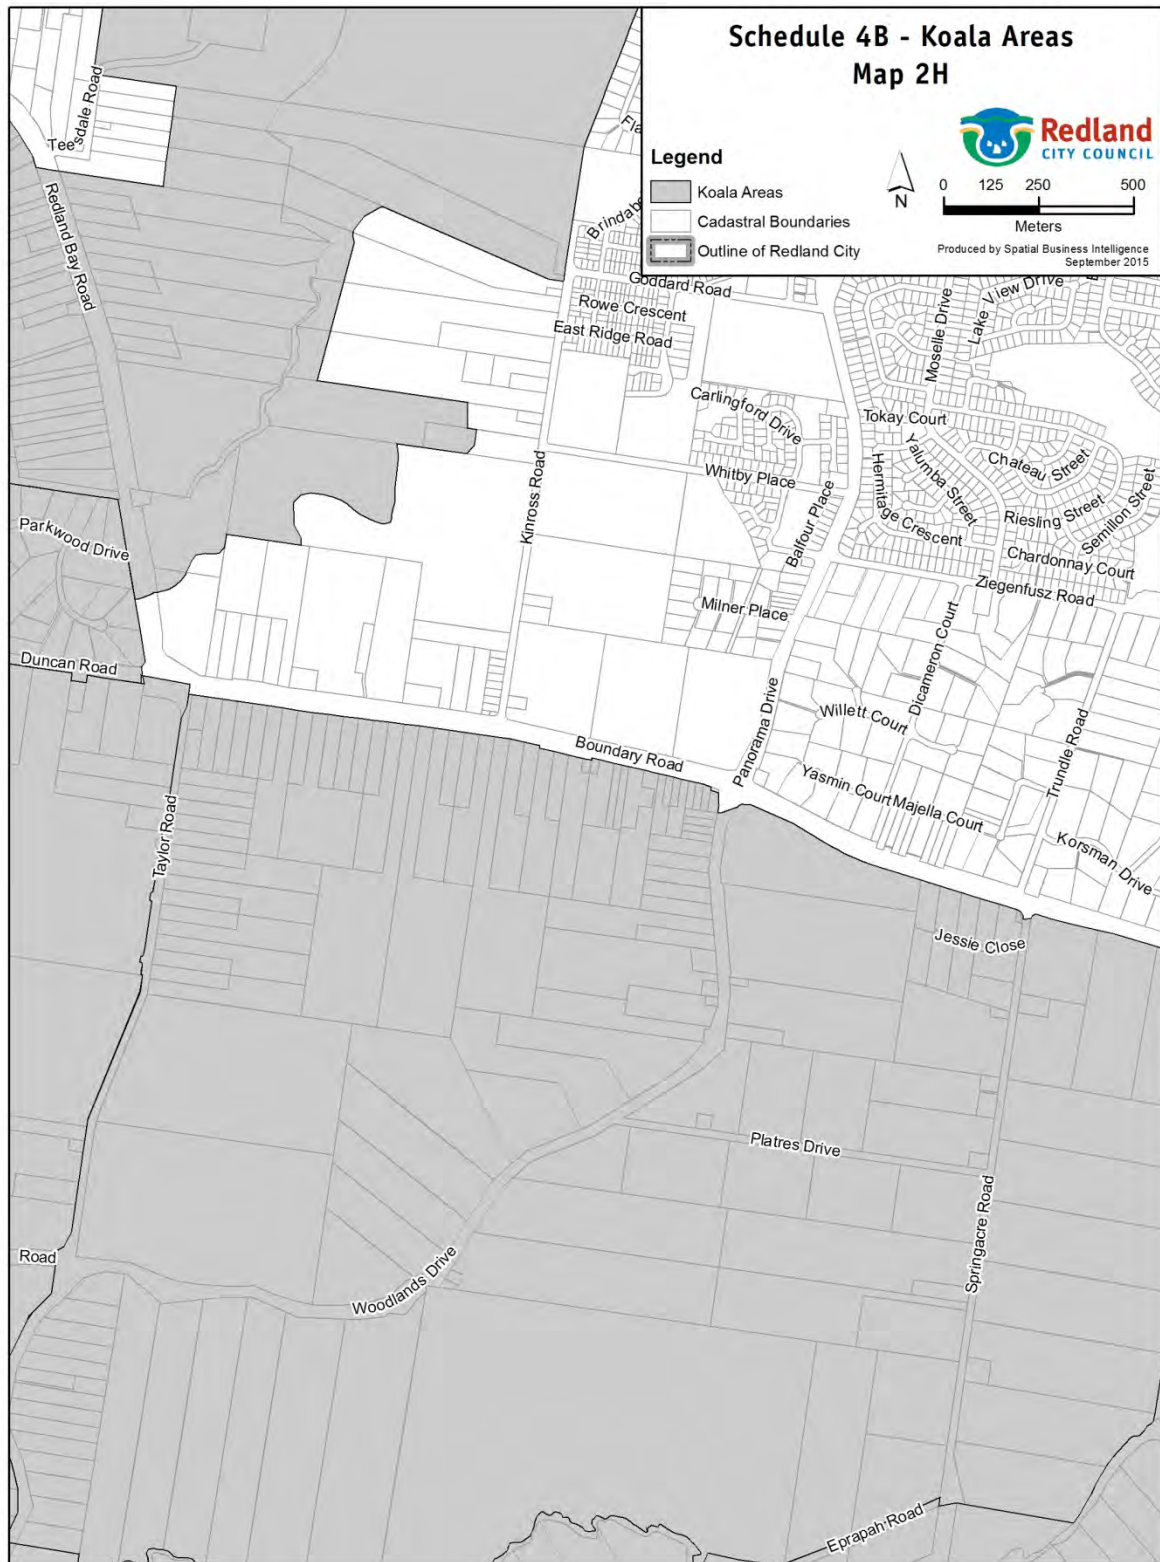 Schedule 4B - Koala Areas
Map 2H
Redland
CITY COUNCIL
Legend
Koala Areas
Cadastral Boundaries
Outline of Redland City
N
0 125 250 500
Meters
Produced by Spatial Business Intelligence
September 2015
Teesdale Road
Redland Bay Road
Goddard Road
Rowe Crescent
East Ridge Road
Lake View Drive
Moselle Drive
Carlingford Drive
Tokay Court
Yalumba Street
Chateau Street
Whitby Place
Kinross Road
Hermitage Crescent
Riesling Street
Semillon Street
Balfour Place
Chardonnay Court
Parkwood Drive
Ziegenfusz Road
Milner Place
Dicameron Court
Duncan Road
Willett Court
Panorama Drive
Boundary Road
Trundle Road
Yasmin Court
Majella Court
Taylor Road
Korsman Drive
Jessie Close
Platres Drive
Springacre Road
Road
Woodlands Drive
Eprapah Road